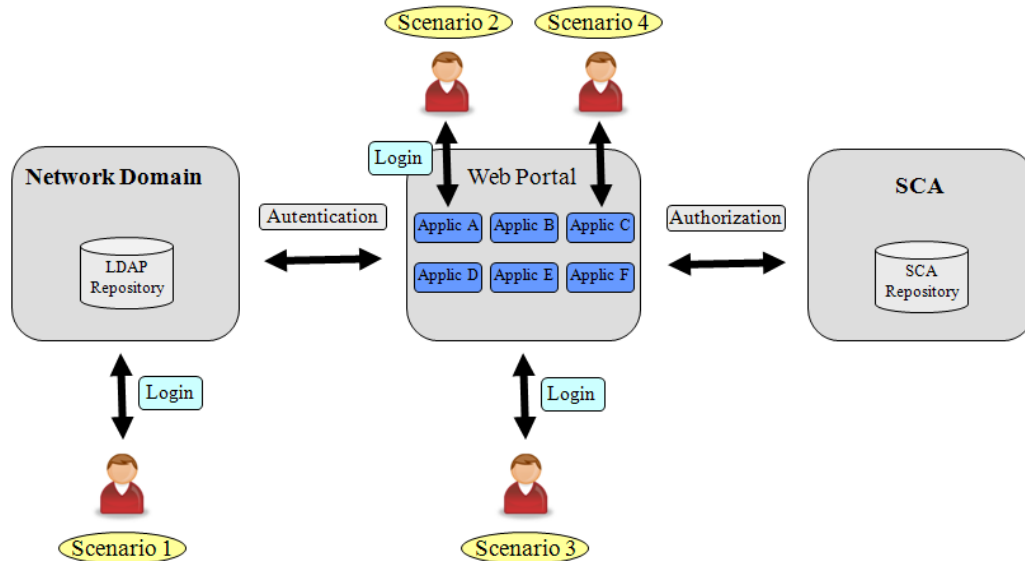 Scenario 2
Scenario 4
Login
Network Domain
Web Portal
SCA
Autentication
Authorization
Applic A
Applic B
Applic C
LDAP
Repository
SCA
Repository
Applic D
Applic E
Applic F
Login
Login
Scenario 1
Scenario 3